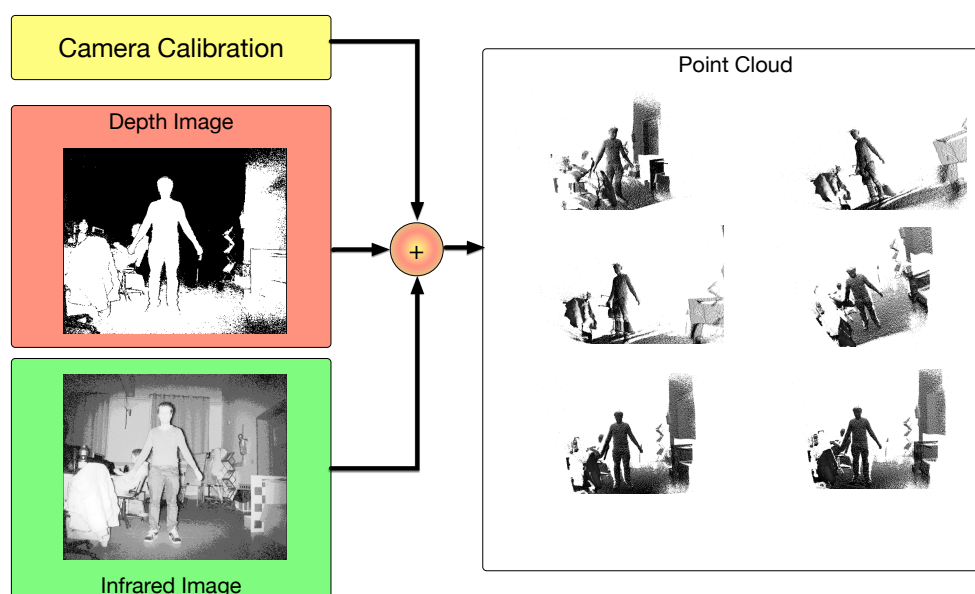 Camera Calibration
Depth Image
+
Infrared Image
Point Cloud